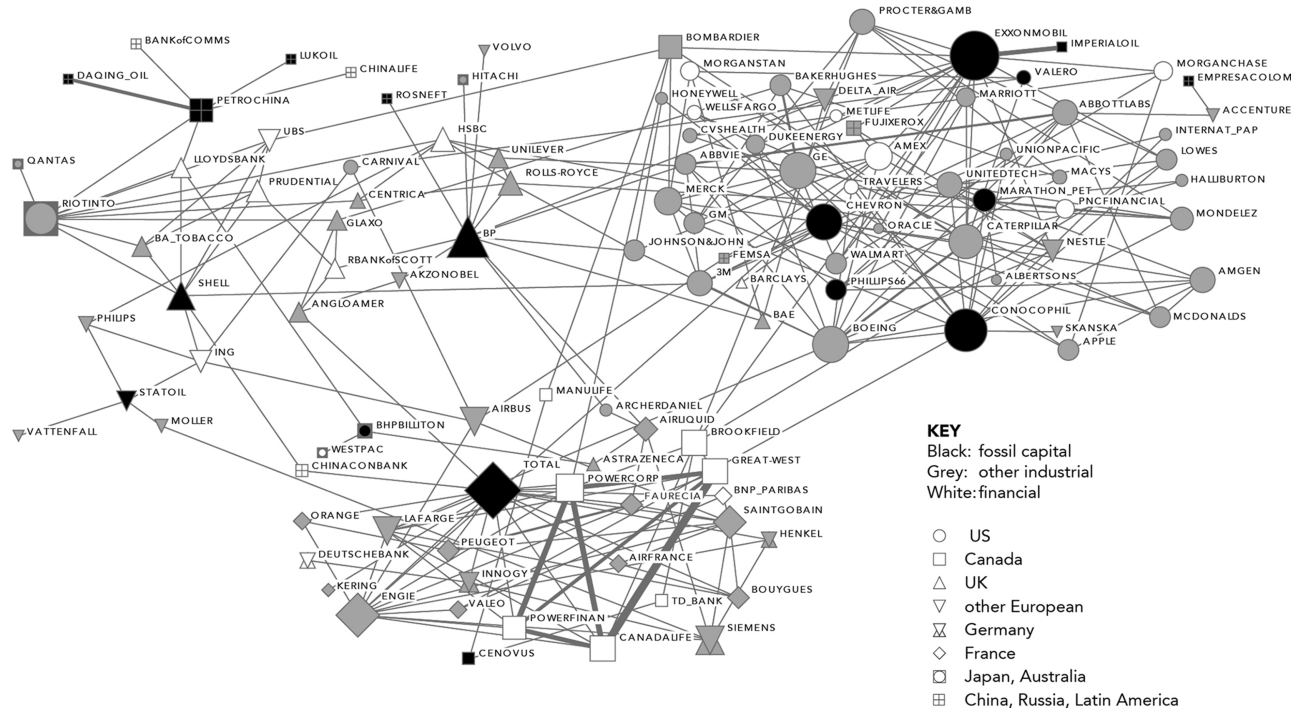 PROCTER&GAMB
BANKofCOMMS
VOLVO
BOMBARDIER
EXXONMOBIL
IMPERIALOIL
LUKOIL
CHINALIFE
MORGANSTAN
MORGANCHASE
DAQING_OIL
HITACHI
BAKERHUGHES
VALERO
EMPRESACOLOM
PETROCHINA
ROSNEFT
HONEYWELL
DELTA_AIR
MARRIOTT
ABBOTTLABS
ACCENTURE
WELLSFARGO
METLIFE
FUJIXEROX
UBS
HSBC
CVSHEALTH
DUKEENERGY
INTERNAT_PAP
QANTAS
LLOYDSBANK
CARNIVAL
UNILEVER
ABBVIE
GE
AMEX
UNIONPACIFIC
LOWES
PRUDENTIAL
ROLLS-ROYCE
TRAVELERS
UNITEDTECH
MACYS
HALLIBURTON
RIOTINTO
CENTRICA
MERCK
CHEVRON
MARATHON_PET
PNCFINANCIAL
GLAXO
GM
ORACLE
CATERPILLAR
MONDELEZ
BA_TOBACCO
BP
JOHNSON&JOHN
FEMSA
WALMART
NESTLE
RBANKofSCOTT
AKZONOBEL
3M
BARCLAYS
PHILLIPS66
ALBERTSONS
AMGEN
SHELL
ANGLOAMER
BAE
CONOCOPHIL
MCDONALDS
PHILIPS
BOEING
SKANSKA
APPLE
ING
STATOIL
MANULIFE
MOLLER
AIRBUS
ARCHERDANIEL
AIRLIQUID
VATTENFALL
BHPBILLITON
BROOKFIELD
WESTPAC
CHINACONBANK
TOTAL
ASTRAZENECA
GREAT-WEST
POWERCORP
FAURECIA
BNP_PARIBAS
ORANGE
LAFARGE
SAINTGOBAIN
PEUGEOT
HENKEL
DEUTSCHEBANK
AIRFRANCE
KERING
INNOGY
ENGIE
VALEO
TD_BANK
BOUYGUES
POWERFINAN
CANADALIFE
SIEMENS
CENOVUS
KEY
Black: fossil capital
Grey: other industrial
White: financial
US
Canada
UK
other European
Germany
France
Japan, Australia
China, Russia, Latin America